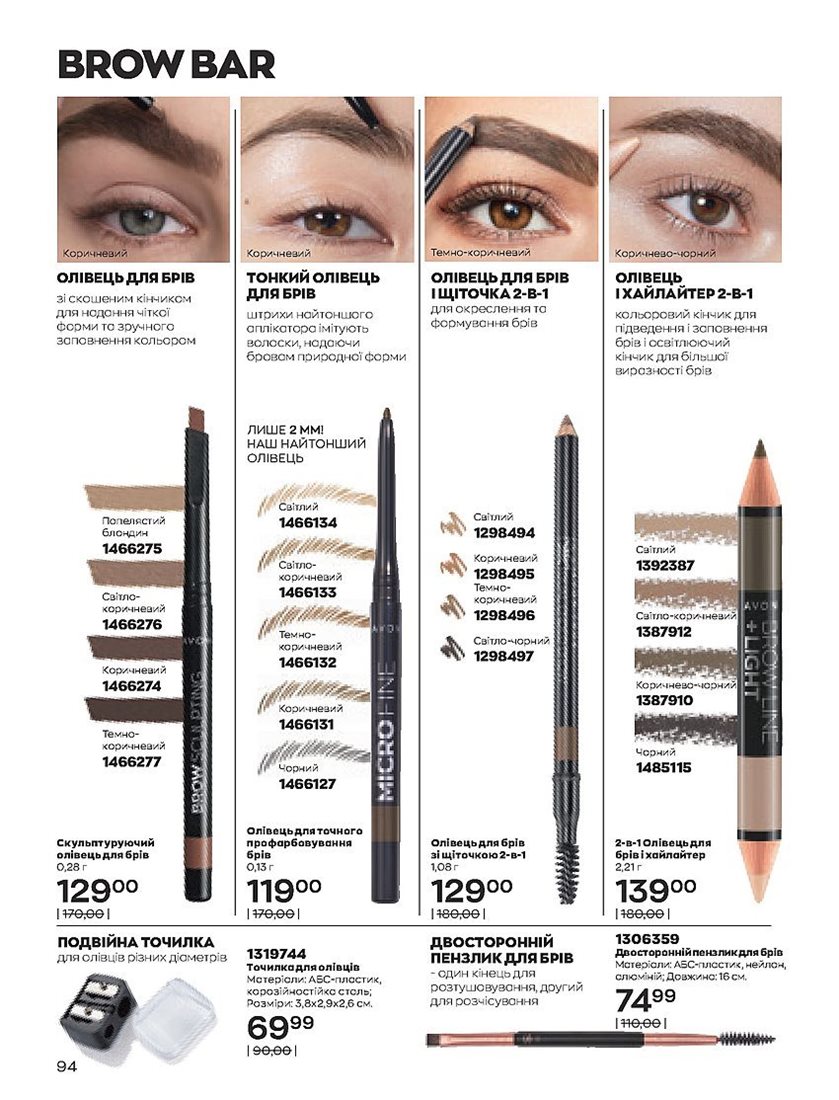 BROW BAR
Коричневий
ОЛІВЕЦЬ ДЛЯ БРІВ
зі скошеним кінчиком
для надання чіткої
форми та зручного
заповнення кольором
Попелястий
блондин
1466275
Світло-
коричневий
1466276
Коричневий
1466274
Темно-
коричневий
1466277
BROW SCULPTING
Скульптуруючий
олівець для брів
0,28 г
129 00
|170,00|
Коричневий
ТОНКИЙ ОЛІВЕЦЬ
ДЛЯ БРІВ
штрихи найтоншого
аплікатора імітують
волоски, надаючи
бровам природної форми
ЛИШЕ 2 ММ!
НАШ НАЙТОНШИЙ
ОЛІВЕЦЬ
Світлий
1466134
Світло-
коричневий
1466133
Темно-
коричневий
1466132
Коричневий
1466131
Чорний
1466127
AVON
MICRO FINE
Олівець для точного
профарбовування
брів
0,13 г
119 00
|170,00|
Темно-коричневий
ОЛІВЕЦЬ ДЛЯ БРІВ
І ЩІТОЧКА 2-В-1
для окреслення та
формування брів
Світлий
1298494
Коричневий
1298495
Темно-
коричневий
1298496
Світло-чорний
1298497
Олівець для брів
зі щіточкою 2-в-1
1,08 г
129 00
|180,00|
Коричнево-чорний
ОЛІВЕЦЬ
І ХАЙЛАЙТЕР 2-В-1
кольоровий кінчик для
підведення і заповнення
брів і освітлюючий
кінчик для більшої
виразності брів
Світлий
1392387
Світло-коричневий
1387912
Коричнево-чорний
1387910
Чорний
1485115
AVON
BROW LINE
+ LIGHT
2-в-1 Олівець для
брів і хайлайтер
2,21 г
139 00
|180,00|
ПОДВІЙНА ТОЧИЛКА
для олівців різних діаметрів
1319744
Точилка для олівців
Матеріали: АБС-пластик,
корозійностійка сталь;
Розміри: 3,8х2,9х2,6 см.
69 99
|90,00|
ДВОСТОРОННІЙ
ПЕНЗЛИК ДЛЯ БРІВ
- один кінець для
розтушовування, другий
для розчісування
1306359
Двосторонній пензлик для брів
Матеріали: АБС-пластик, нейлон,
алюміній; Довжина: 16 см.
74 99
|110,00|
94